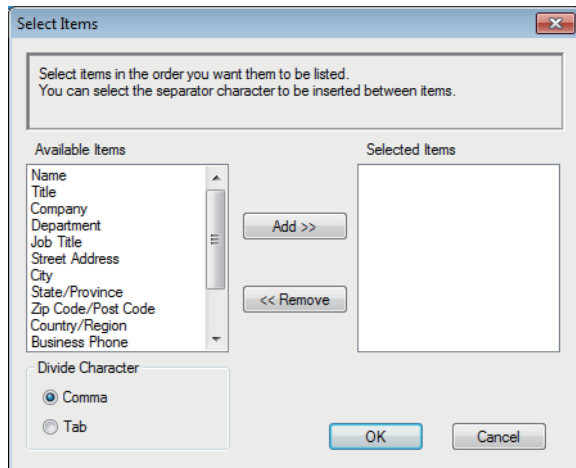 Select Items
Select items in the order you want them to be listed.
You can select the separator character to be inserted between items.
Available Items
Selected Items
Name
Title
Company
Department
Job Title
Street Address
City
State/Province
Zip Code/Post Code
Country/Region
Business Phone
Add >>
<< Remove
Divide Character
Comma
Tab
OK
Cancel